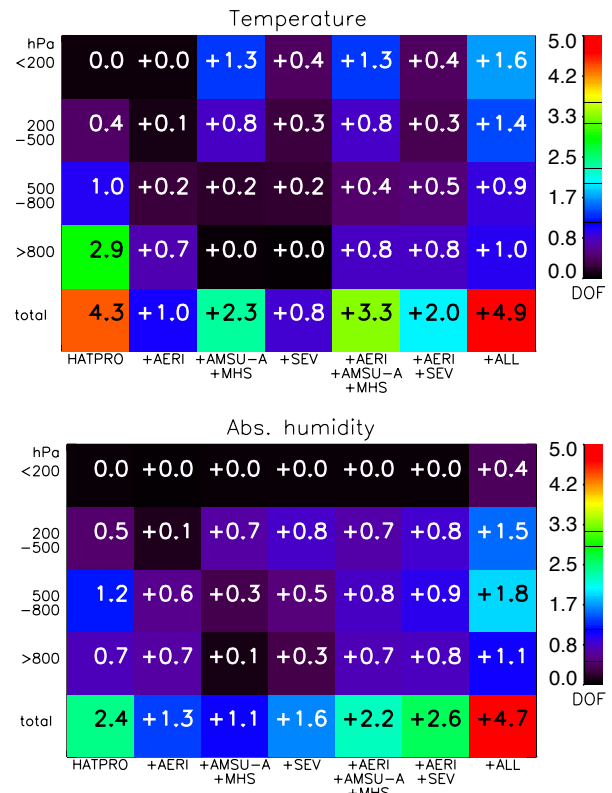 Temperature
hPa
<200 0.0 +0.0 +1.3 +0.4 +1.3 +0.4 +1.6
200
−500 0.4 +0.1 +0.8 +0.3 +0.8 +0.3 +1.4
500
−800 1.0 +0.2 +0.2 +0.2 +0.4 +0.5 +0.9
>800 2.9 +0.7 +0.0 +0.0 +0.8 +0.8 +1.0
total 4.3 +1.0 +2.3 +0.8 +3.3 +2.0 +4.9
HATPRO +AERI +AMSU−A +SEV +AERI +AERI +ALL
+MHS +AMSU−A +SEV
+MHS
5.0
4.2
3.3
2.5
1.7
0.8
0.0
DOF
Abs. humidity
hPa
<200 0.0 +0.0 +0.0 +0.0 +0.0 +0.0 +0.4
200
−500 0.5 +0.1 +0.7 +0.8 +0.7 +0.8 +1.5
500
−800 1.2 +0.6 +0.3 +0.5 +0.8 +0.9 +1.8
>800 0.7 +0.7 +0.1 +0.3 +0.7 +0.8 +1.1
total 2.4 +1.3 +1.1 +1.6 +2.2 +2.6 +4.7
HATPRO +AERI +AMSU−A +SEV +AERI +AERI +ALL
+MHS +AMSU−A +SEV
+MHS
5.0
4.2
3.3
2.5
1.7
0.8
0.0
DOF